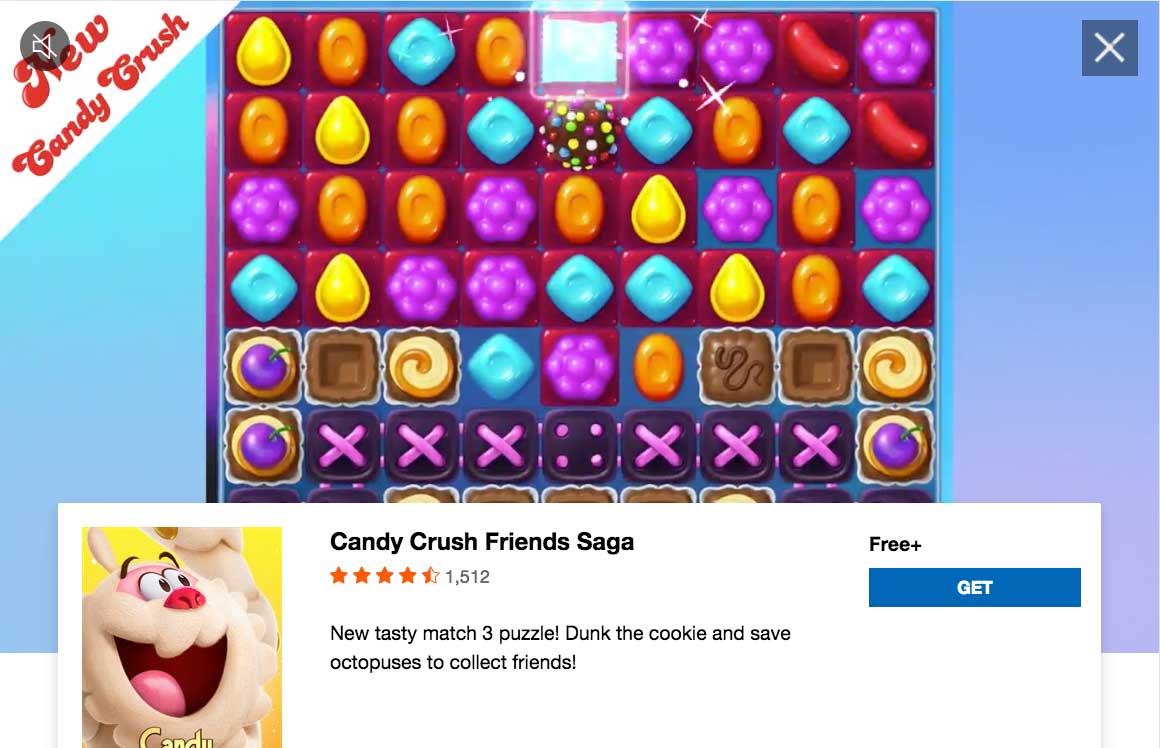 New
Candy Crush
Candy Crush Friends Saga
1,512
Free+
GET
New tasty match 3 puzzle! Dunk the cookie and save
octopuses to collect friends!
Candy